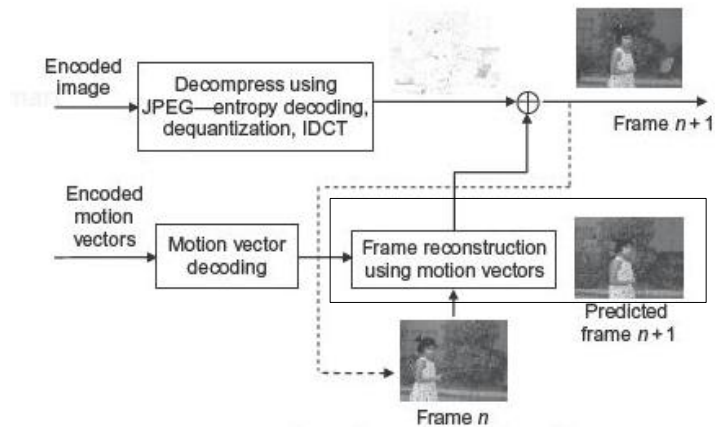 Encoded
image
Decompress using
JPEG—entropy decoding,
dequantization, IDCT
Frame n + 1
Encoded
motion
vectors
Motion vector
decoding
Frame reconstruction
using motion vectors
Predicted
frame n + 1
Frame n